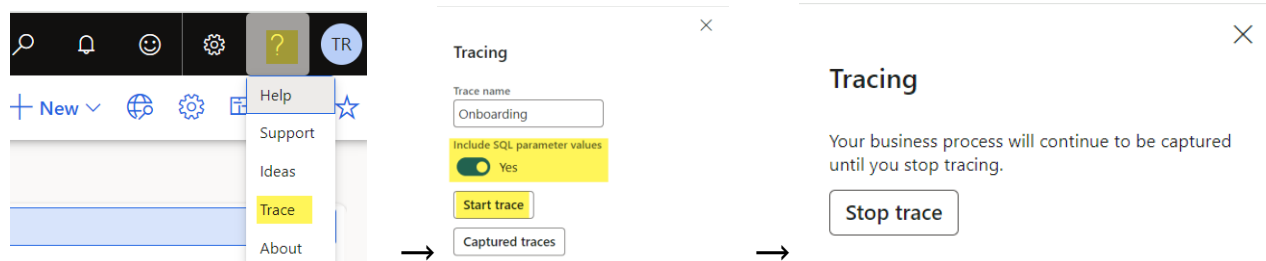 ?
TR
New
Help
Support
Ideas
Trace
About
→
Tracing
Trace name
Onboarding
Include SQL parameter values
Yes
Start trace
Captured traces
→
Tracing
Your business process will continue to be captured
until you stop tracing.
Stop trace